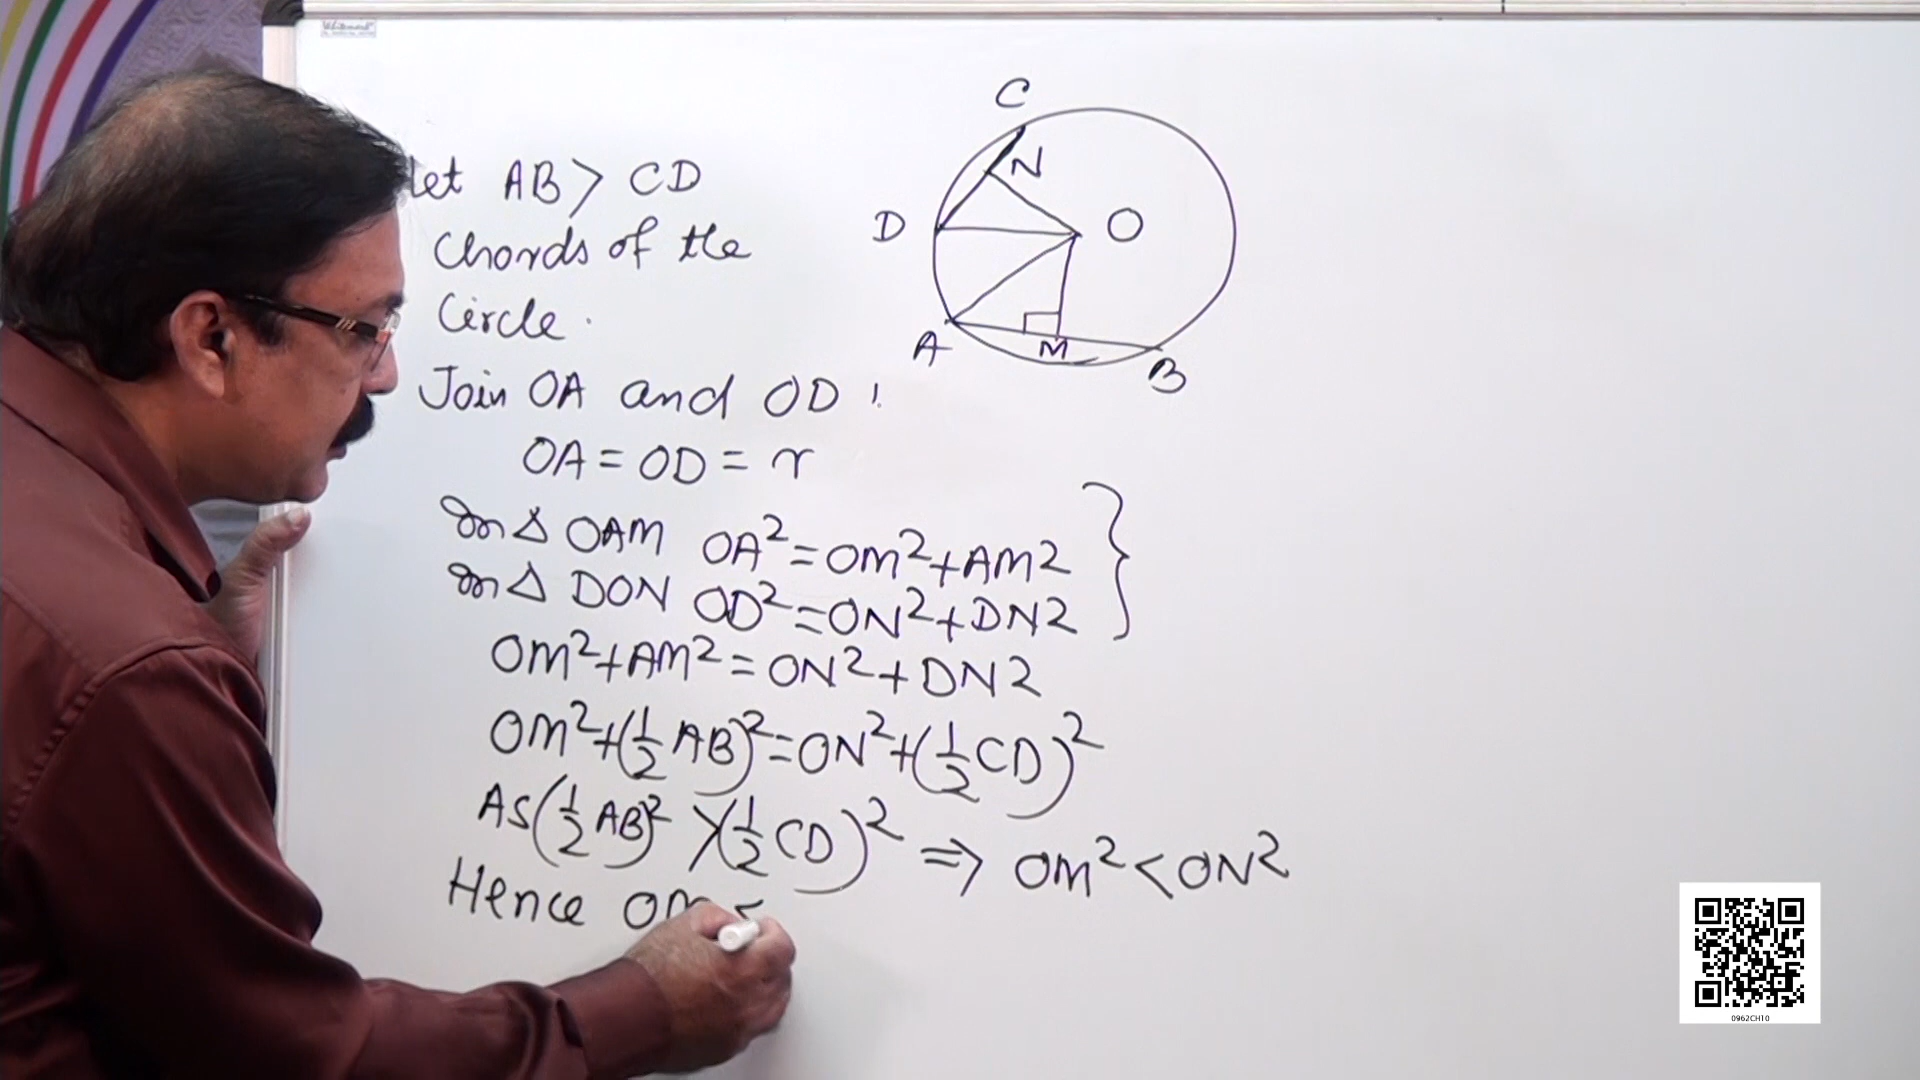 C
N
D
O
A
M
B
Let AB > CD
Chords of the
Circle.
Join OA and OD!
OA = OD = r
In Δ OAM OA² = OM² + AM2
In Δ DON OD² = ON² + DN2
OM² + AM² = ON² + DN2
OM² + (1/2 AB)² = ON² + (1/2 CD)²
As (1/2 AB)² > (1/2 CD)² ⇒ OM² < ON²
Hence OM <
0962CH10